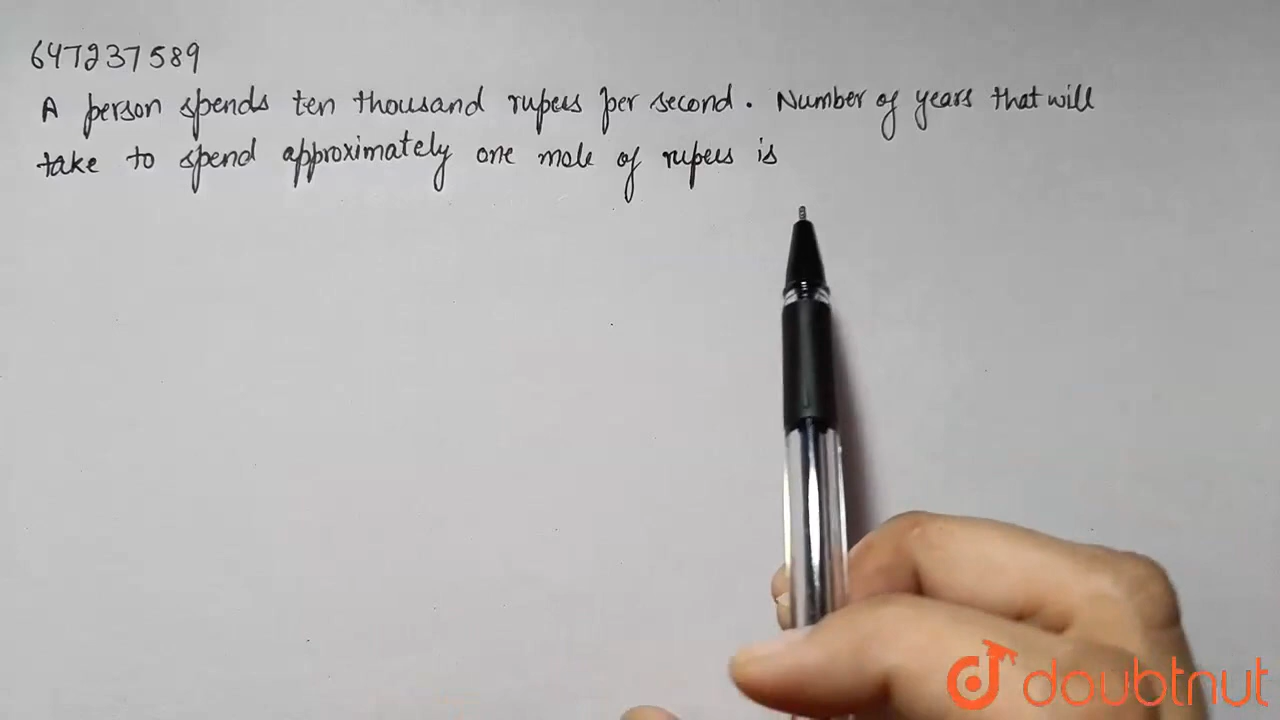 647237589
A person spends ten thousand rupees per second. Number of years that will
take to spend approximately one mole of rupees is
doubtnut